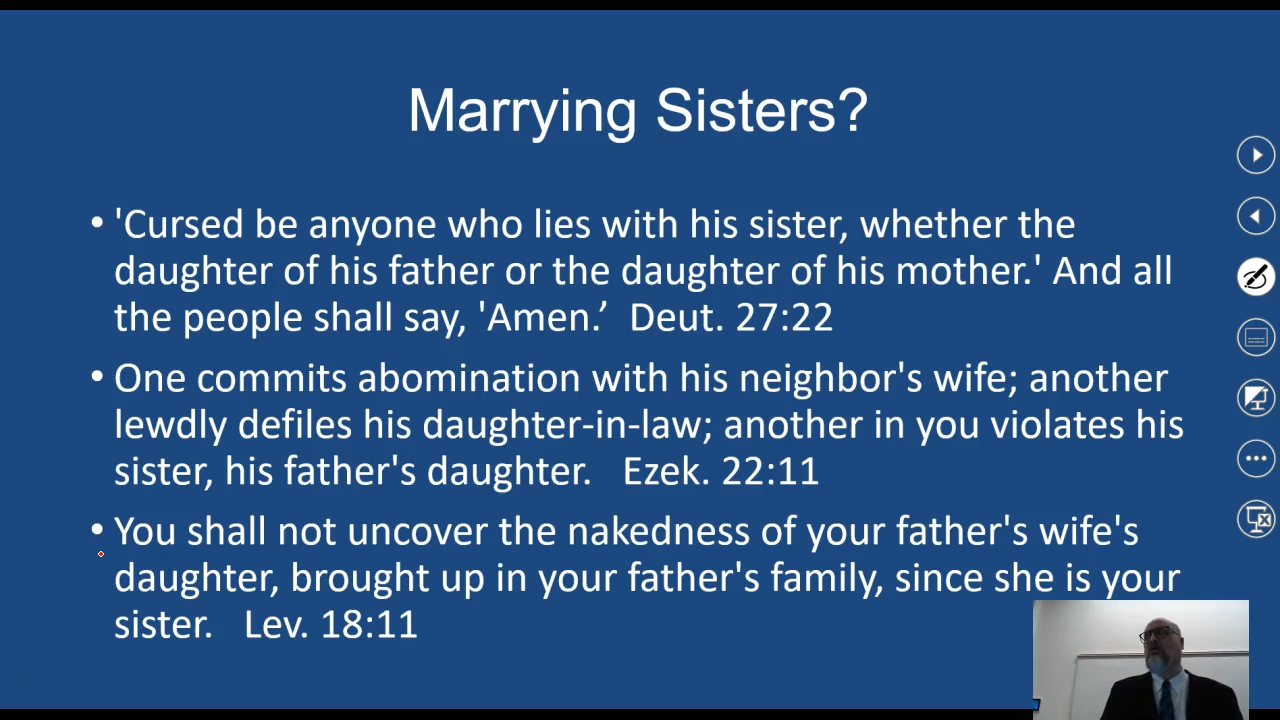 Marrying Sisters?
• 'Cursed be anyone who lies with his sister, whether the
daughter of his father or the daughter of his mother.' And all
the people shall say, 'Amen.’ Deut. 27:22
• One commits abomination with his neighbor's wife; another
lewdly defiles his daughter-in-law; another in you violates his
sister, his father's daughter. Ezek. 22:11
• You shall not uncover the nakedness of your father's wife's
daughter, brought up in your father's family, since she is your
sister. Lev. 18:11